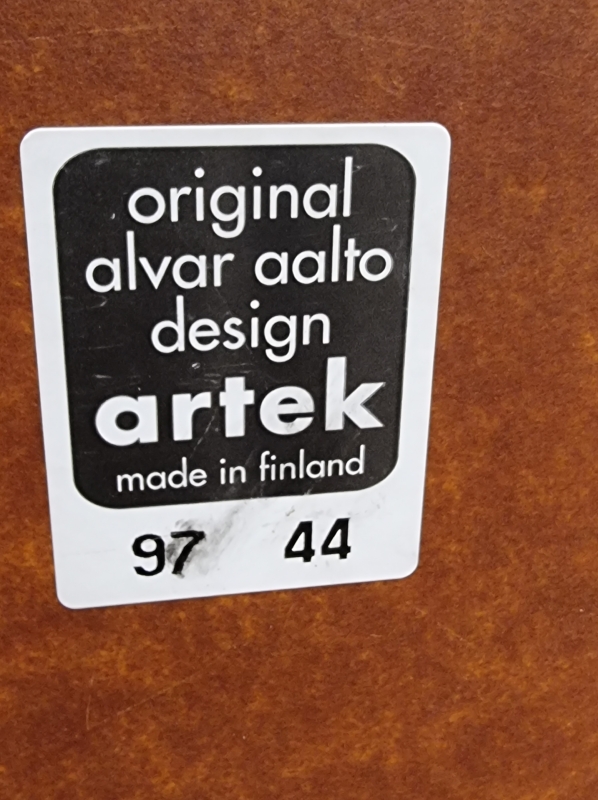 original
alvar aalto
design
artek
made in finland
97 44